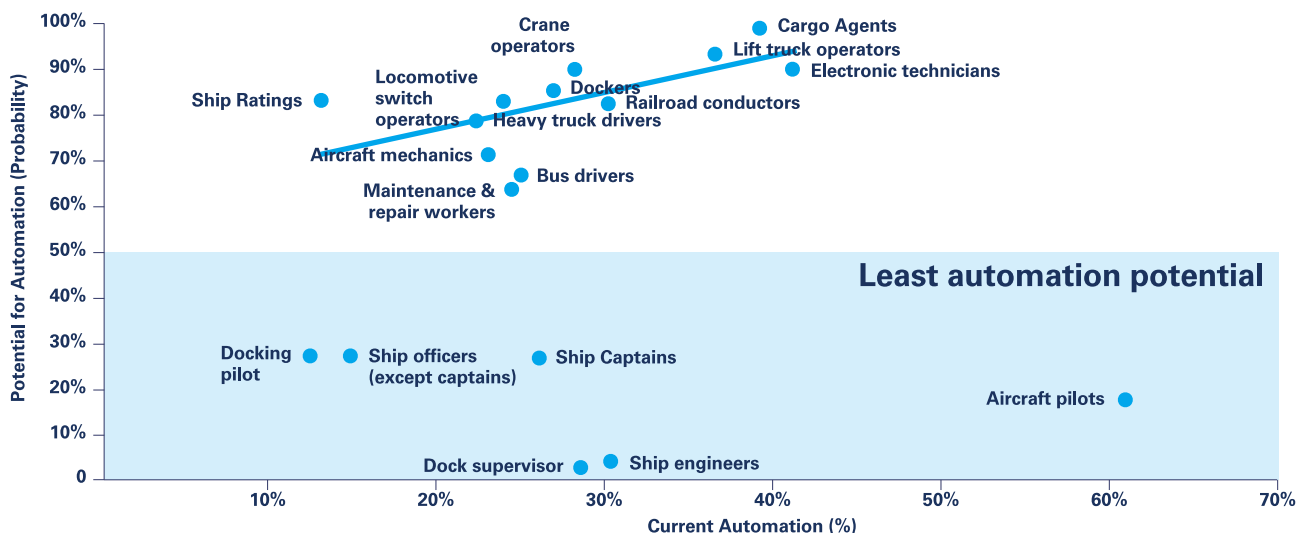 Potential for Automation (Probability)
100%
90%
80%
70%
60%
50%
40%
30%
20%
10%
0
Crane
operators
Cargo Agents
Lift truck operators
Electronic technicians
Locomotive
switch
operators
Dockers
Ship Ratings
Railroad conductors
Heavy truck drivers
Aircraft mechanics
Bus drivers
Maintenance &
repair workers
Least automation potential
Docking
pilot
Ship officers
(except captains)
Ship Captains
Aircraft pilots
Dock supervisor
Ship engineers
10%
20%
30%
40%
50%
60%
70%
Current Automation (%)